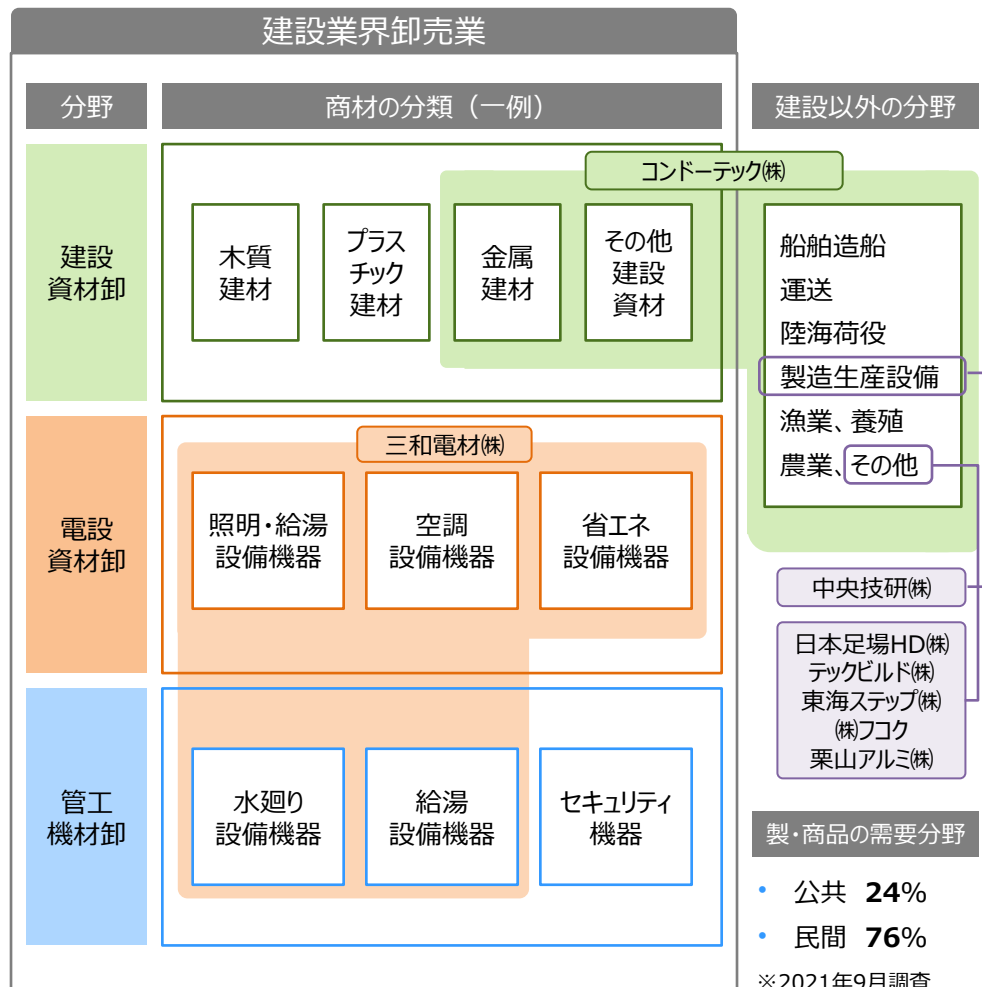 建設業界卸売業
分野
商材の分類（一例）
建設以外の分野
コンドーテック㈱
建設
資材卸
木質
建材
プラス
チック
建材
金属
建材
その他
建設
資材
船舶造船
運送
陸海荷役
製造生産設備
漁業、養殖
農業、その他
三和電材㈱
電設
資材卸
照明・給湯
設備機器
空調
設備機器
省エネ
設備機器
中央技研㈱
日本足場HD㈱
テックビルド㈱
東海ステップ㈱
㈱フコク
栗山アルミ㈱
管工
機材卸
水廻り
設備機器
給湯
設備機器
セキュリティ
機器
製・商品の需要分野
• 公共 24%
• 民間 76%
※2021年9月調査